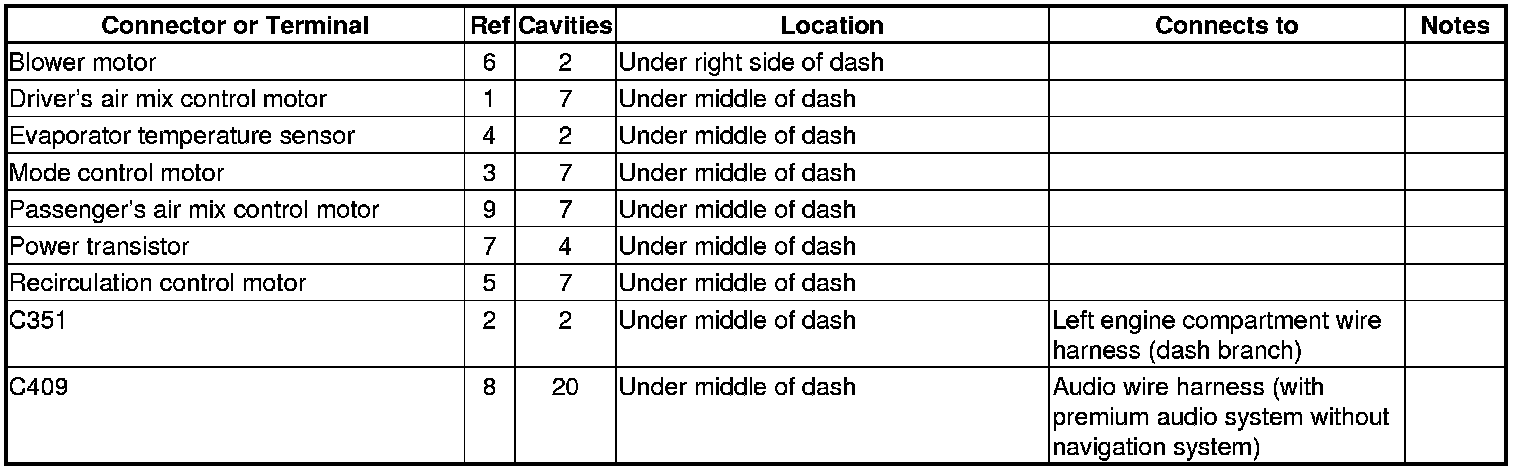 Connector or Terminal Ref Cavities Location Connects to Notes
Blower motor 6 2 Under right side of dash
Driver's air mix control motor 1 7 Under middle of dash
Evaporator temperature sensor 4 2 Under middle of dash
Mode control motor 3 7 Under middle of dash
Passenger's air mix control motor 9 7 Under middle of dash
Power transistor 7 4 Under middle of dash
Recirculation control motor 5 7 Under middle of dash
C351 2 2 Under middle of dash Left engine compartment wire
harness (dash branch)
C409 8 20 Under middle of dash Audio wire harness (with
premium audio system without
navigation system)